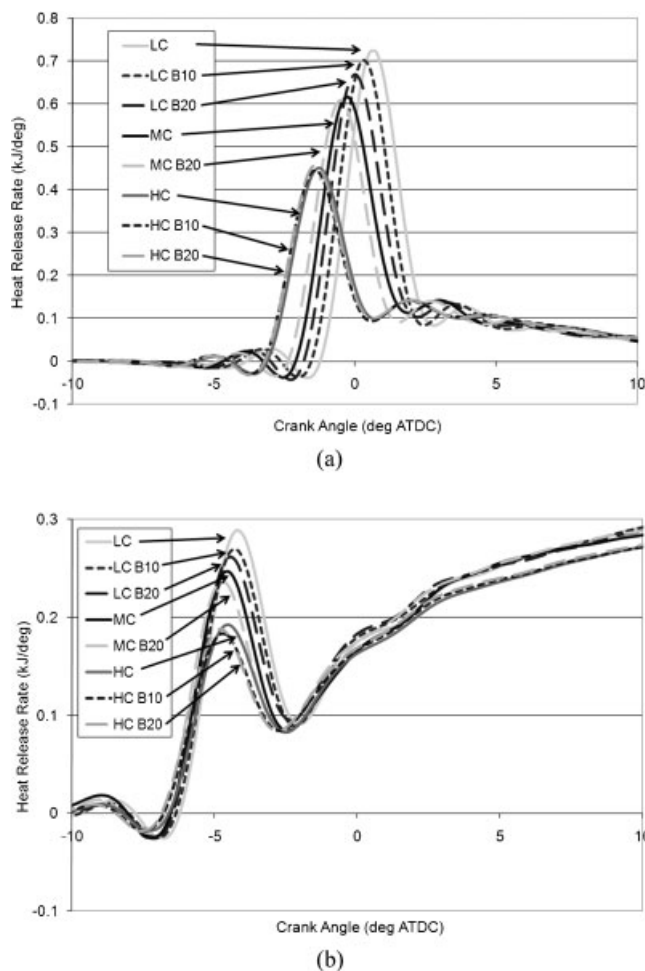 0.8
0.7
0.6
0.5
0.4
0.3
0.2
0.1
0
-0.1
Heat Release Rate (kJ/deg)
LC
LC B10
LC B20
MC
MC B20
HC
HC B10
HC B20
-10 -5 0 5 10
Crank Angle (deg ATDC)
(a)
0.3
0.2
0.1
0
-0.1
Heat Release Rate (kJ/deg)
LC
LC B10
LC B20
MC
MC B20
HC
HC B10
HC B20
-10 -5 0 5 10
Crank Angle (deg ATDC)
(b)